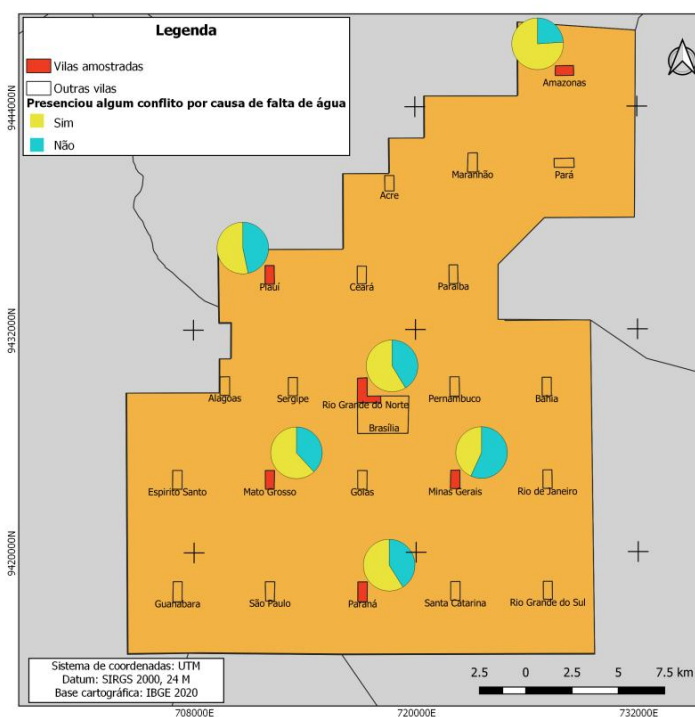 Legenda
Vilas amostradas
Outras vilas
Presenciou algum conflito por causa de falta de água
Sim
Não
Amazonas
Maranhão
Pará
Acre
Piauí
Ceará
Paraíba
Alagoas
Sergipe
Rio Grande do Norte
Pernambuco
Bahia
Brasília
Espirito Santo
Mato Grosso
Goiás
Minas Gerais
Rio de Janeiro
Guanabara
São Paulo
Paraná
Santa Catarina
Rio Grande do Sul
9444000N
9432000N
9420000N
Sistema de coordenadas: UTM
Datum: SIRGS 2000, 24 M
Base cartográfica: IBGE 2020
2.5 0 2.5 5 7.5 km
708000E 720000E 732000E